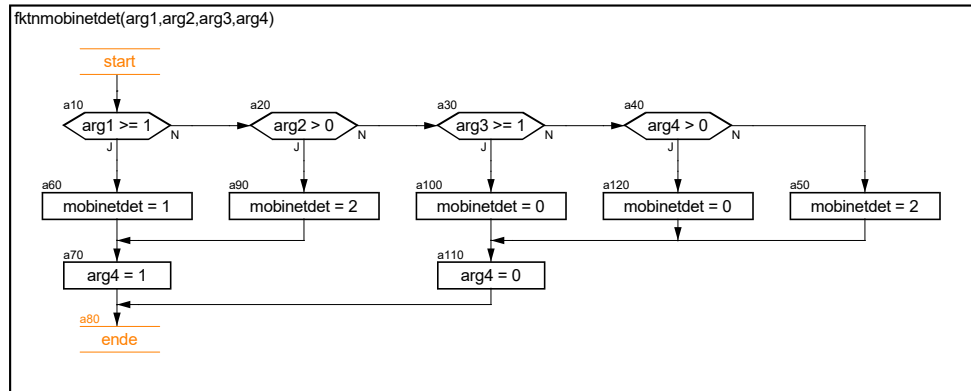 fktnmobinetdet(arg1,arg2,arg3,arg4)
start
a10
arg1 >= 1
N
J
a20
arg2 > 0
N
J
a30
arg3 >= 1
N
J
a40
arg4 > 0
N
J
a60
mobinetdet = 1
a90
mobinetdet = 2
a100
mobinetdet = 0
a120
mobinetdet = 0
a50
mobinetdet = 2
a70
arg4 = 1
a110
arg4 = 0
a80
ende